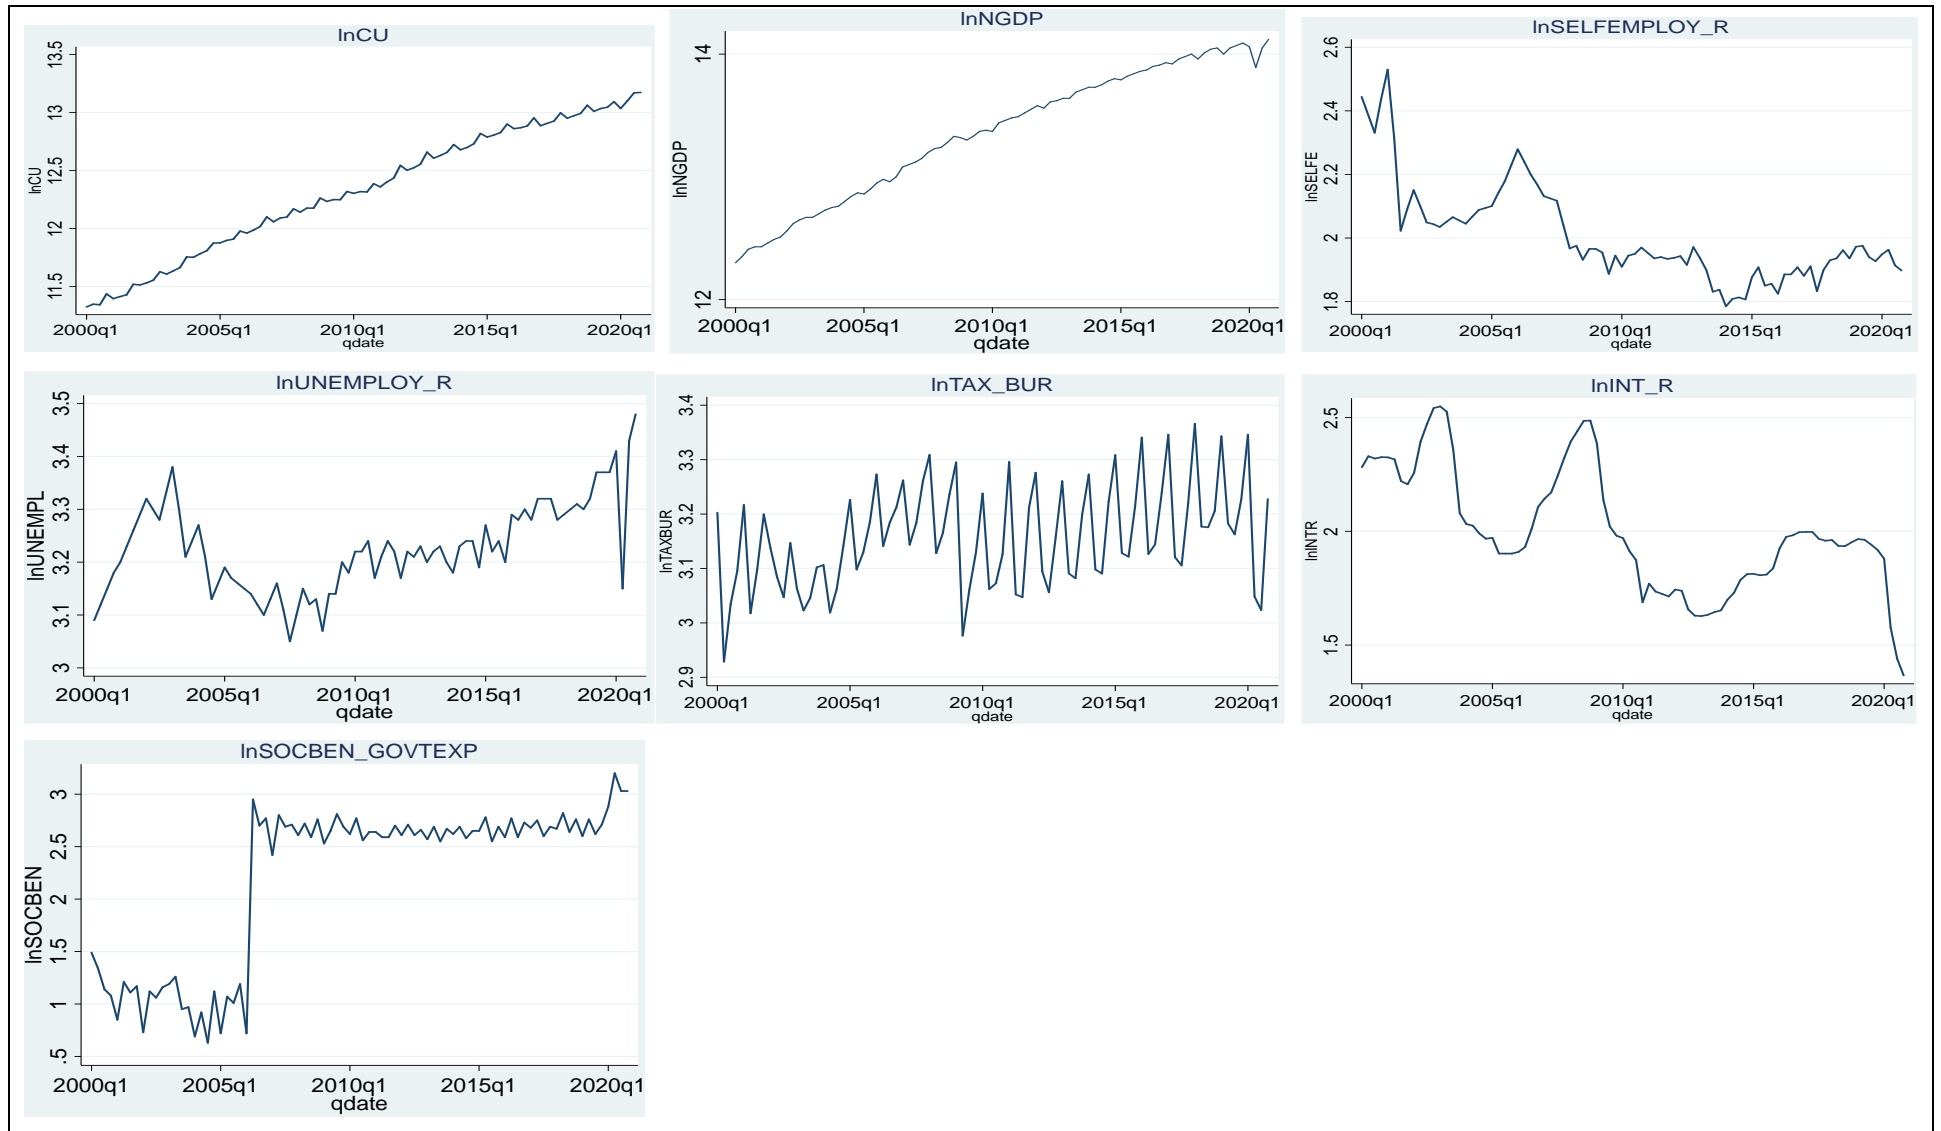 lnCU
lnCU
13.5
13
12.5
12
11.5
2000q1 2005q1 2010q1 2015q1 2020q1
qdate
lnNGDP
lnNGDP
14
12
2000q1 2005q1 2010q1 2015q1 2020q1
qdate
lnSELFEMPLOY_R
lnSELFE
2.6
2.4
2.2
2
1.8
2000q1 2005q1 2010q1 2015q1 2020q1
qdate
lnUNEMPLOY_R
lnUNEMPL
3.5
3.4
3.3
3.2
3.1
3
2000q1 2005q1 2010q1 2015q1 2020q1
qdate
lnTAX_BUR
lnTAXBUR
3.4
3.3
3.2
3.1
3
2.9
2000q1 2005q1 2010q1 2015q1 2020q1
qdate
lnINT_R
lnINTR
2.5
2
1.5
2000q1 2005q1 2010q1 2015q1 2020q1
qdate
lnSOCBEN_GOVTEXP
lnSOCBEN
3
2.5
2
1.5
1
.5
2000q1 2005q1 2010q1 2015q1 2020q1
qdate